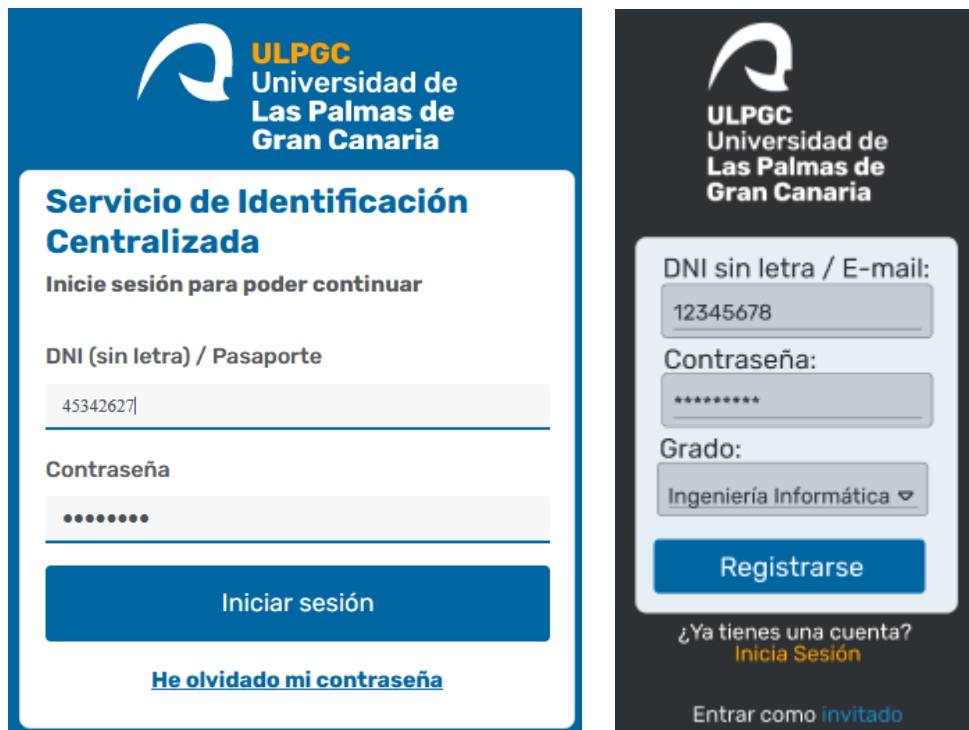 ULPGC
Universidad de
Las Palmas de
Gran Canaria
Servicio de Identificación
Centralizada
Inicie sesión para poder continuar
DNI (sin letra) / Pasaporte
45342627
Contraseña
••••••••
Iniciar sesión
He olvidado mi contraseña
ULPGC
Universidad de
Las Palmas de
Gran Canaria
DNI sin letra / E-mail:
12345678
Contraseña:
*********
Grado:
Ingeniería Informática
Registrarse
¿Ya tienes una cuenta?
Inicia Sesión
Entrar como invitado